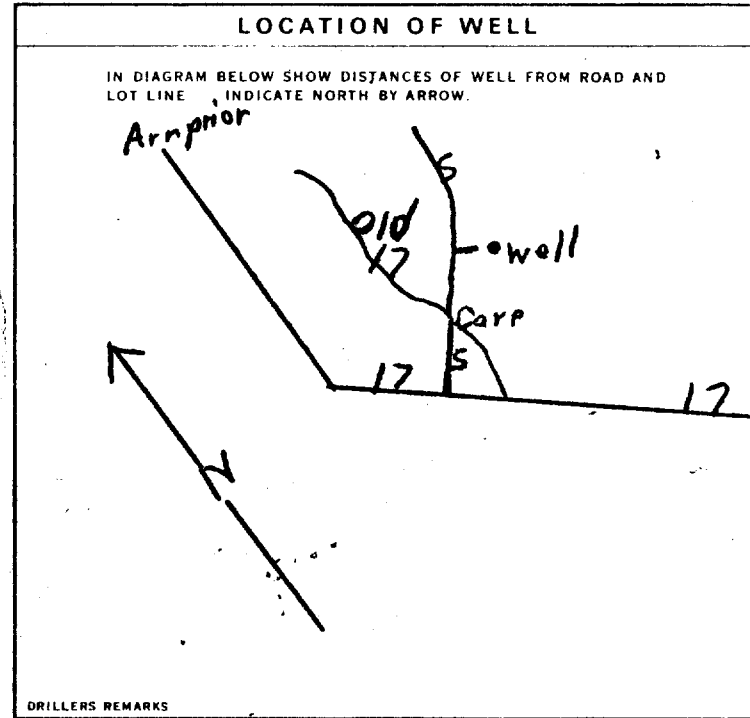 LOCATION OF WELL
IN DIAGRAM BELOW SHOW DISTANCES OF WELL FROM ROAD AND
LOT LINE INDICATE NORTH BY ARROW.
Arnprior
5
old
17
well
Carp
5
17
17
N
DRILLERS REMARKS